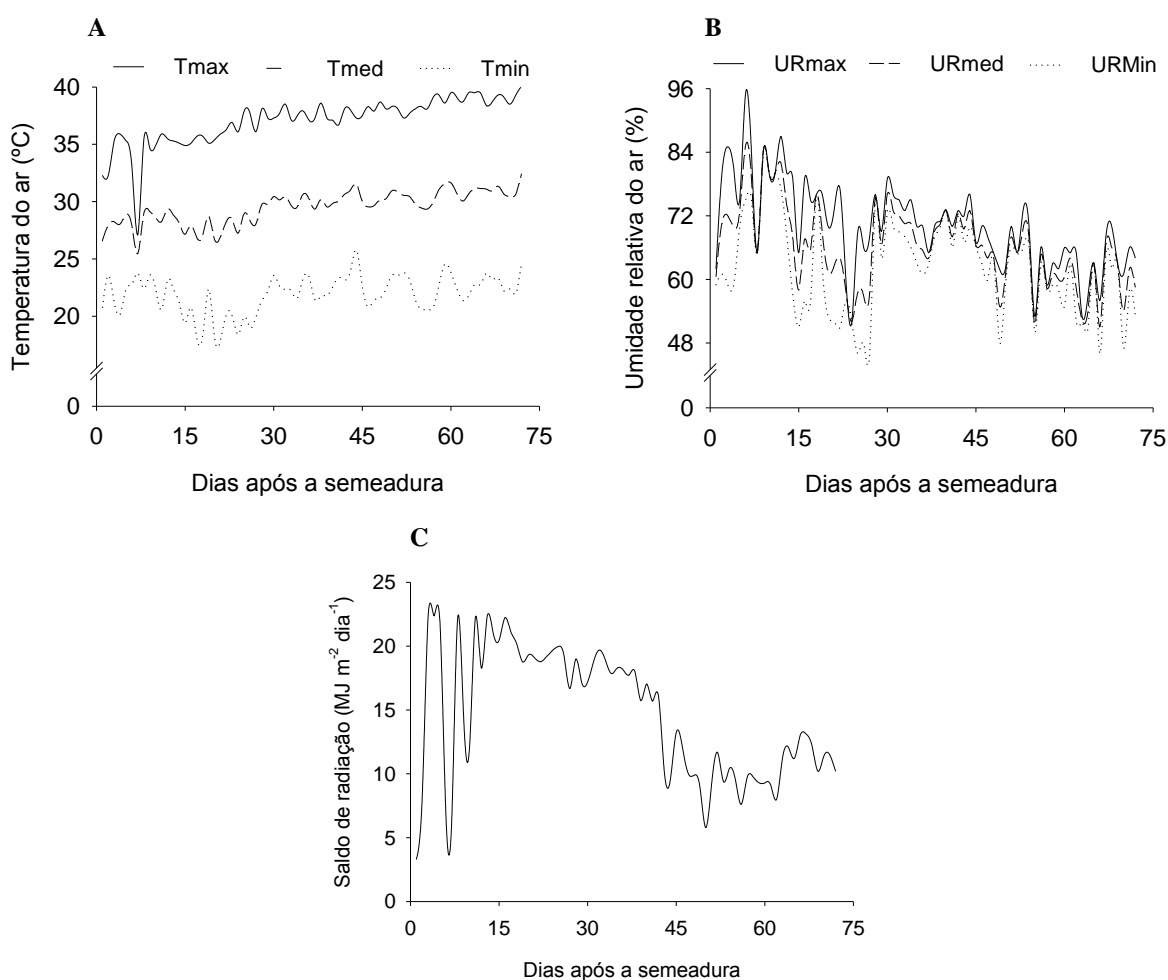 A
Tmax Tmed Tmin
Temperatura do ar (ºC)
40
35
30
25
20
0
0 15 30 45 60 75
Dias após a semeadura
B
URmax URmed URMin
Umidade relativa do ar (%)
96
84
72
60
48
0
0 15 30 45 60 75
Dias após a semeadura
C
Saldo de radiação (MJ m⁻² dia⁻¹)
25
20
15
10
5
0
0 15 30 45 60 75
Dias após a semeadura